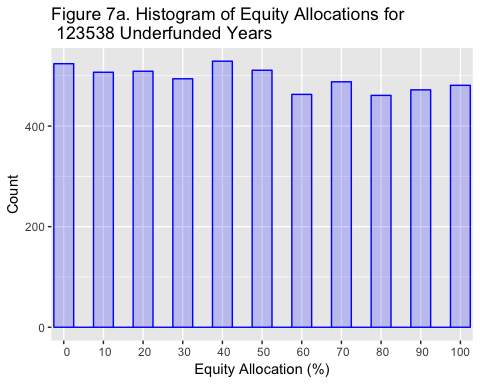 Figure 7a. Histogram of Equity Allocations for
123538 Underfunded Years
Count
400
200
0
0 10 20 30 40 50 60 70 80 90 100
Equity Allocation (%)